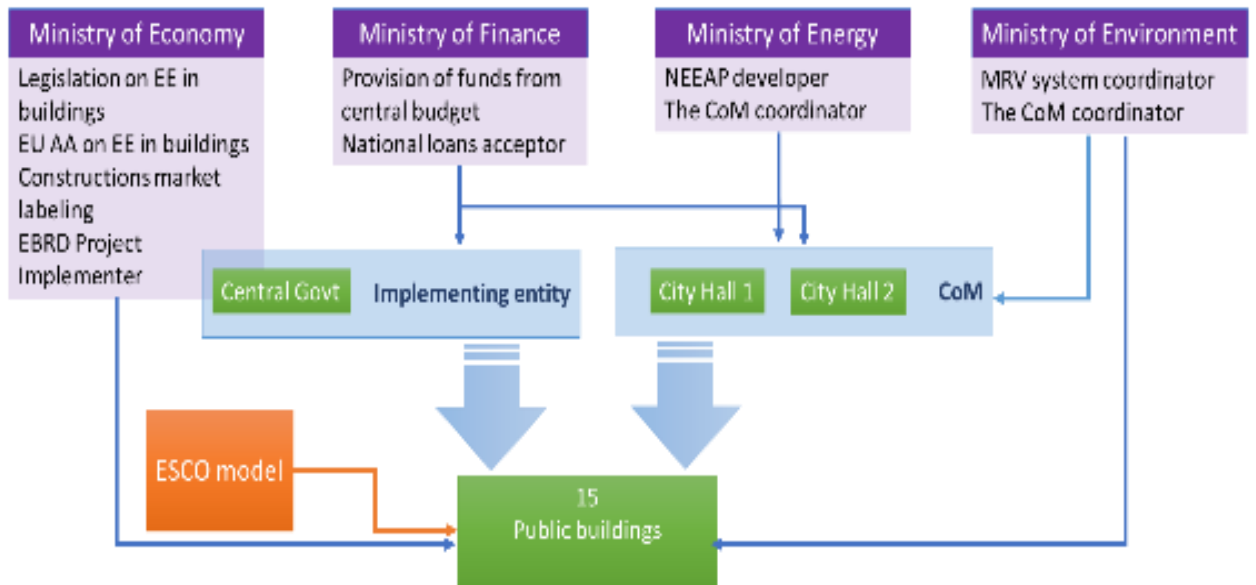 Ministry of Economy
Legislation on EE in
buildings
EU AA on EE in buildings
Constructions market
labeling
EBRD Project
Implementer
Ministry of Finance
Provision of funds from
central budget
National loans acceptor
Ministry of Energy
NEEAP developer
The CoM coordinator
Ministry of Environment
MRV system coordinator
The CoM coordinator
Central Govt
Implementing entity
City Hall 1
City Hall 2
CoM
ESCO model
15
Public buildings